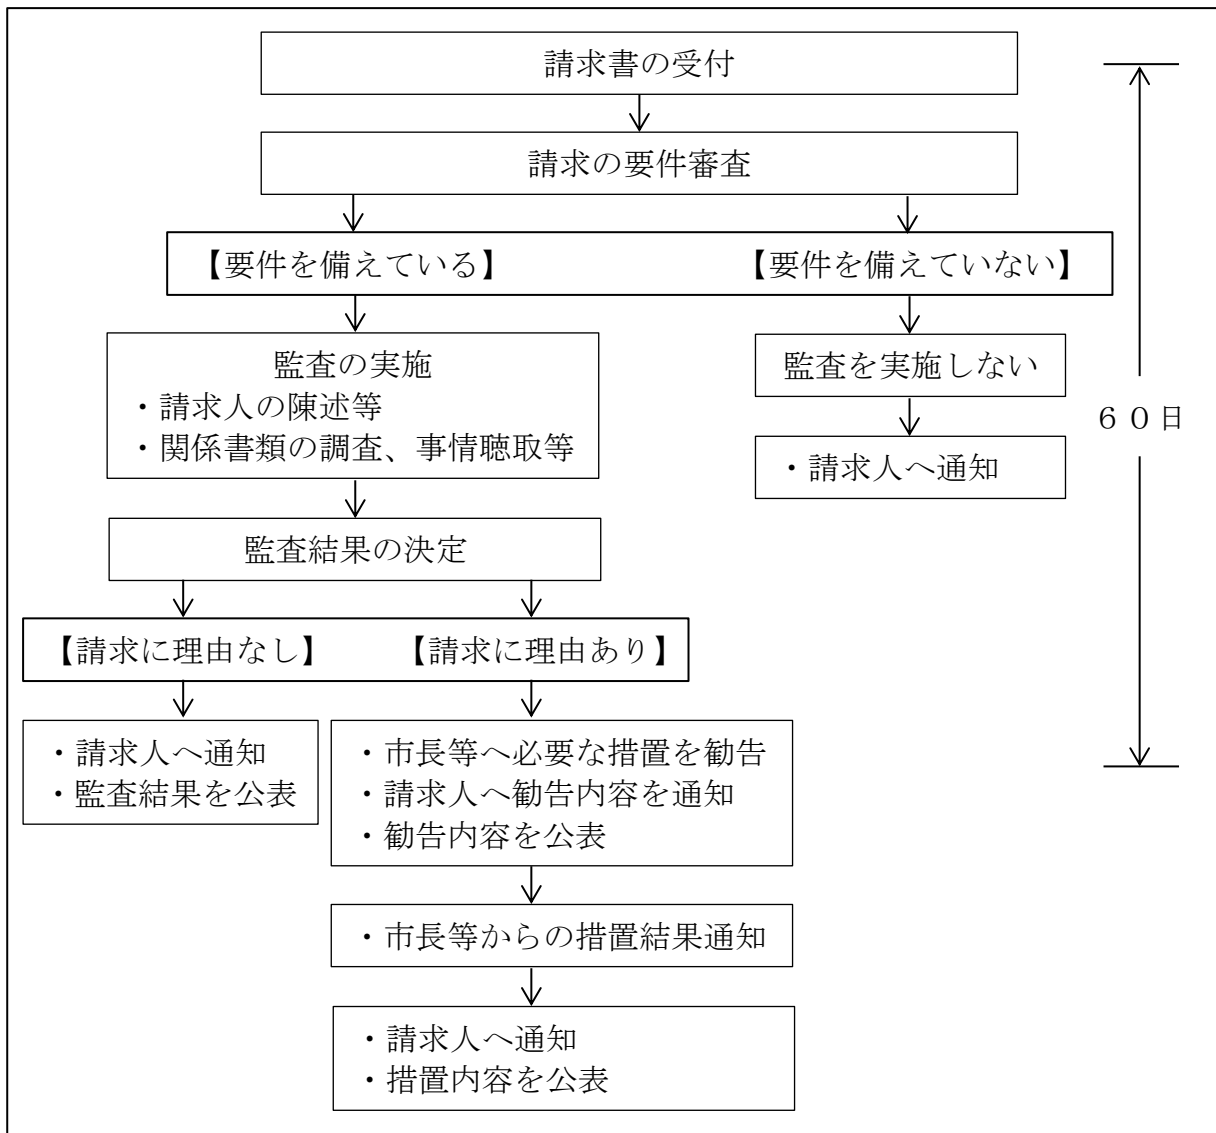 請求書の受付
請求の要件審査
【要件を備えている】
【要件を備えていない】
監査の実施
・請求人の陳述等
・関係書類の調査、事情聴取等
監査を実施しない
・請求人へ通知
６０日
監査結果の決定
【請求に理由なし】
【請求に理由あり】
・請求人へ通知
・監査結果を公表
・市長等へ必要な措置を勧告
・請求人へ勧告内容を通知
・勧告内容を公表
・市長等からの措置結果通知
・請求人へ通知
・措置内容を公表